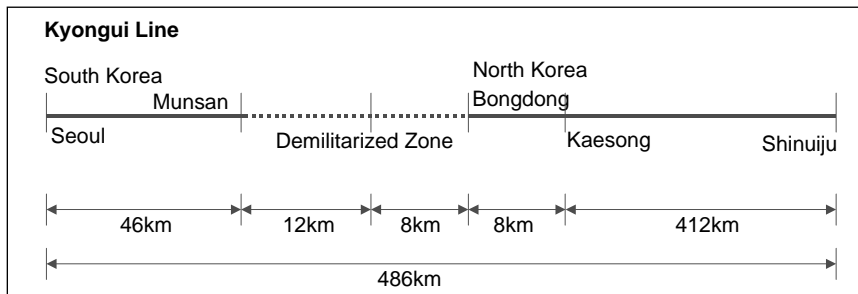 Kyongui Line
South Korea
North Korea
Munsan
Bongdong
Seoul
Demilitarized Zone
Kaesong
Shinuiju
46km
12km
8km
8km
412km
486km